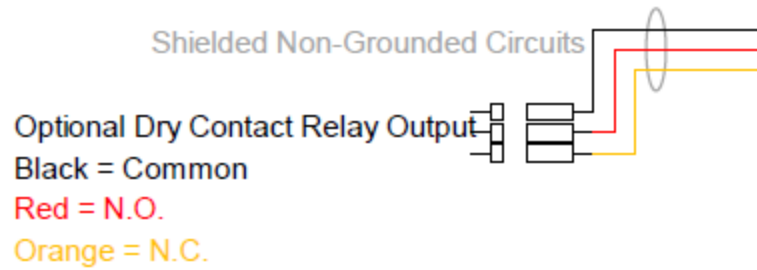 Shielded Non-Grounded Circuits
Optional Dry Contact Relay Output
Black = Common
Red = N.O.
Orange = N.C.